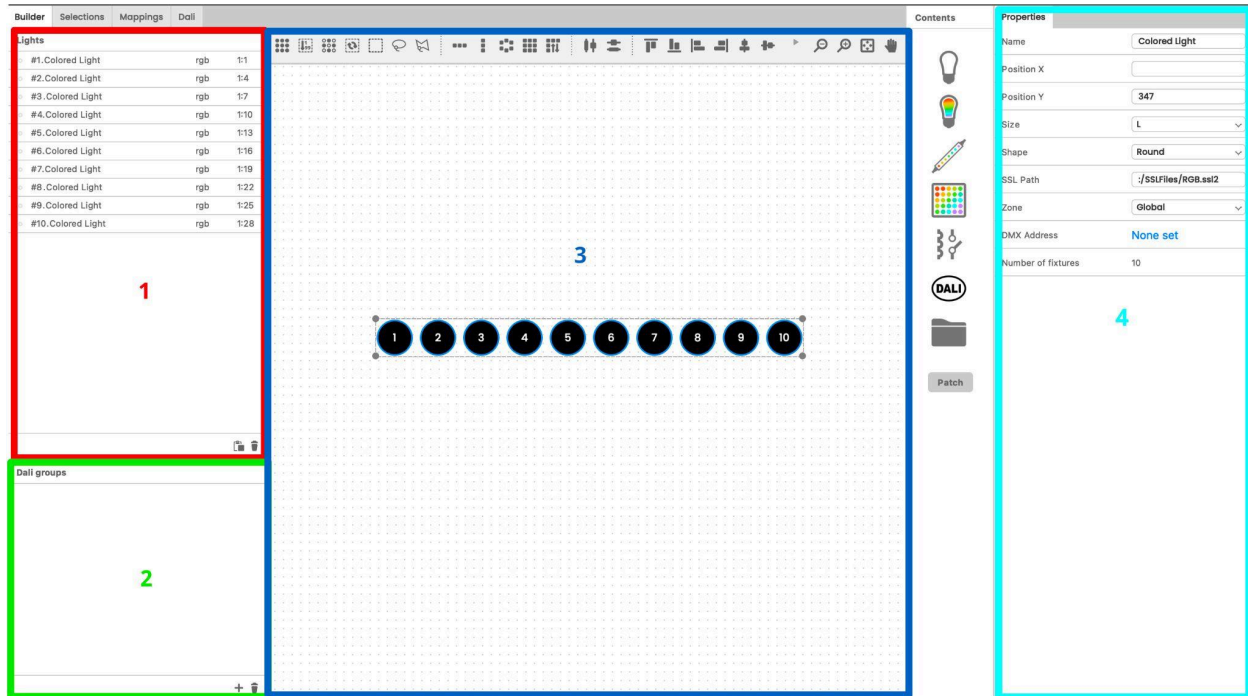 Builder Selections Mappings Dali
Lights
#1.Colored Light rgb 1:1
#2.Colored Light rgb 1:4
#3.Colored Light rgb 1:7
#4.Colored Light rgb 1:10
#5.Colored Light rgb 1:13
#6.Colored Light rgb 1:16
#7.Colored Light rgb 1:19
#8.Colored Light rgb 1:22
#9.Colored Light rgb 1:25
#10.Colored Light rgb 1:28
1
Dali groups
2
3
1 2 3 4 5 6 7 8 9 10
Contents
DALI
Patch
Properties
Name Colored Light
Position X
Position Y 347
Size L
Shape Round
SSL Path :/SSLFiles/RGB.ssl2
Zone Global
DMX Address None set
Number of fixtures 10
4